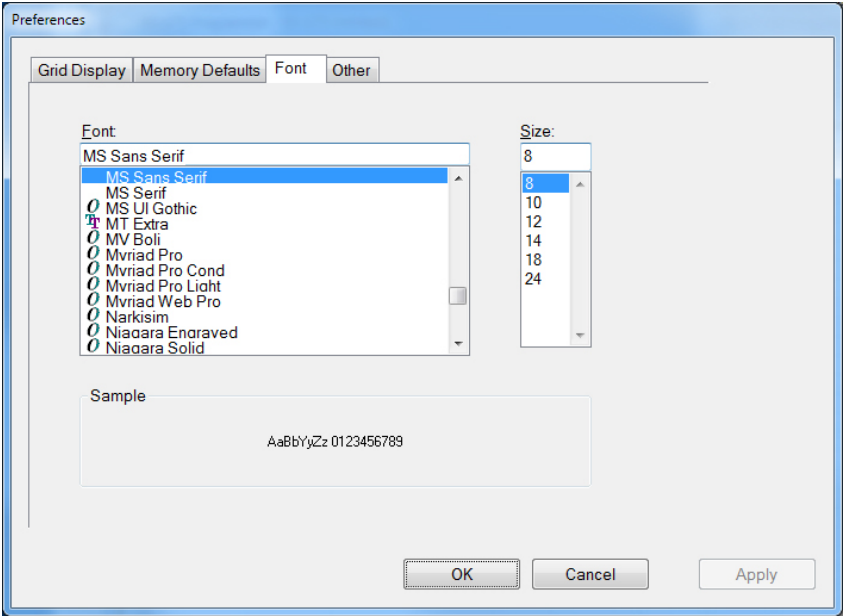 Preferences
Grid Display Memory Defaults Font Other
Font: Size:
MS Sans Serif 8
MS Sans Serif 8
MS Serif 10
MS UI Gothic 12
MT Extra 14
MV Boli 18
Myriad Pro 24
Myriad Pro Cond
Myriad Pro Light
Myriad Web Pro
Narkisim
Niagara Engraved
Niagara Solid
Sample
AaBbYyZz 0123456789
OK Cancel Apply